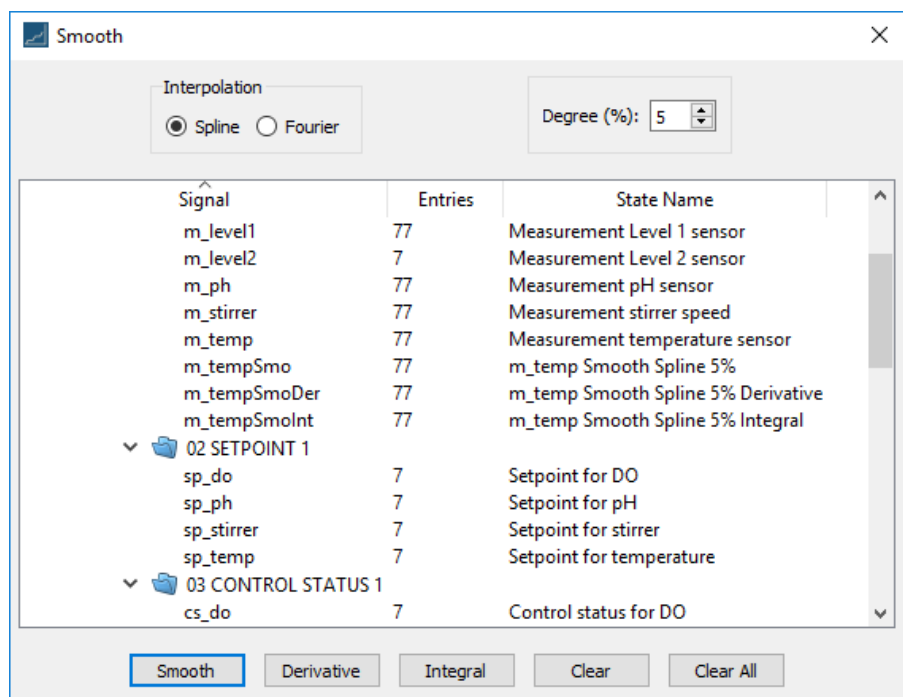 Smooth
Interpolation
Spline Fourier
Degree (%): 5
Signal Entries State Name
m_level1 77 Measurement Level 1 sensor
m_level2 7 Measurement Level 2 sensor
m_ph 77 Measurement pH sensor
m_stirrer 77 Measurement stirrer speed
m_temp 77 Measurement temperature sensor
m_tempSmo 77 m_temp Smooth Spline 5%
m_tempSmoDer 77 m_temp Smooth Spline 5% Derivative
m_tempSmoInt 77 m_temp Smooth Spline 5% Integral
02 SETPOINT 1
sp_do 7 Setpoint for DO
sp_ph 7 Setpoint for pH
sp_stirrer 7 Setpoint for stirrer
sp_temp 7 Setpoint for temperature
03 CONTROL STATUS 1
cs_do 7 Control status for DO
Smooth Derivative Integral Clear Clear All